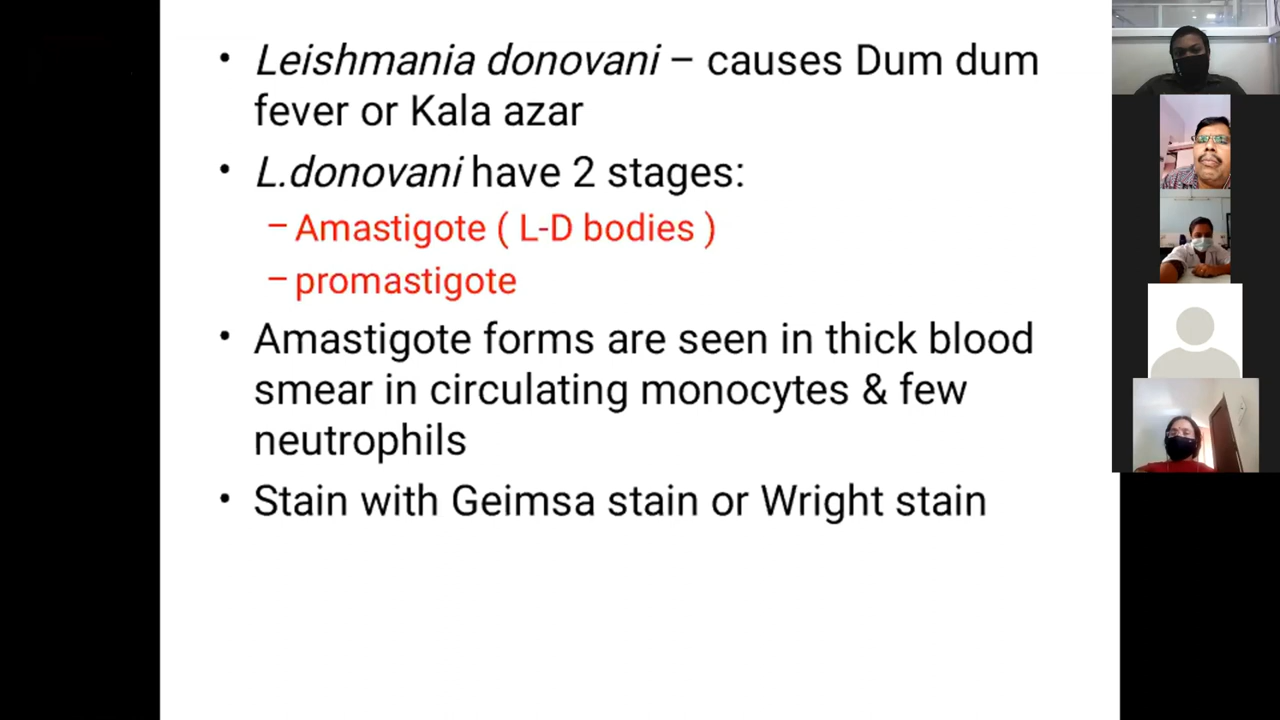 • Leishmania donovani – causes Dum dum
fever or Kala azar
• L.donovani have 2 stages:
– Amastigote ( L-D bodies )
– promastigote
• Amastigote forms are seen in thick blood
smear in circulating monocytes & few
neutrophils
• Stain with Geimsa stain or Wright stain